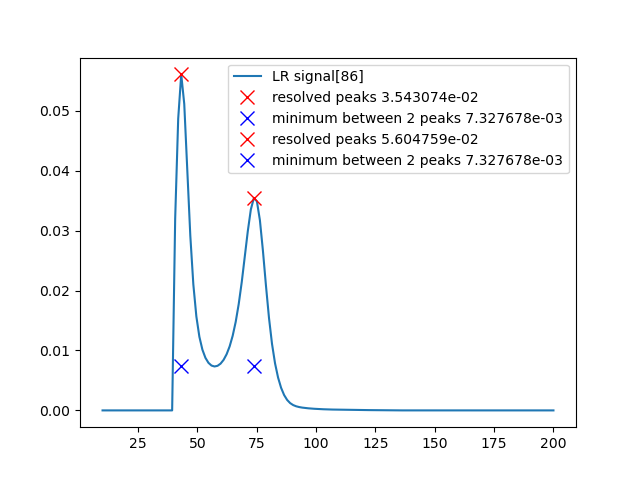 LR signal[86]
resolved peaks 3.543074e-02
minimum between 2 peaks 7.327678e-03
resolved peaks 5.604759e-02
minimum between 2 peaks 7.327678e-03
0.05
0.04
0.03
0.02
0.01
0.00
25 50 75 100 125 150 175 200